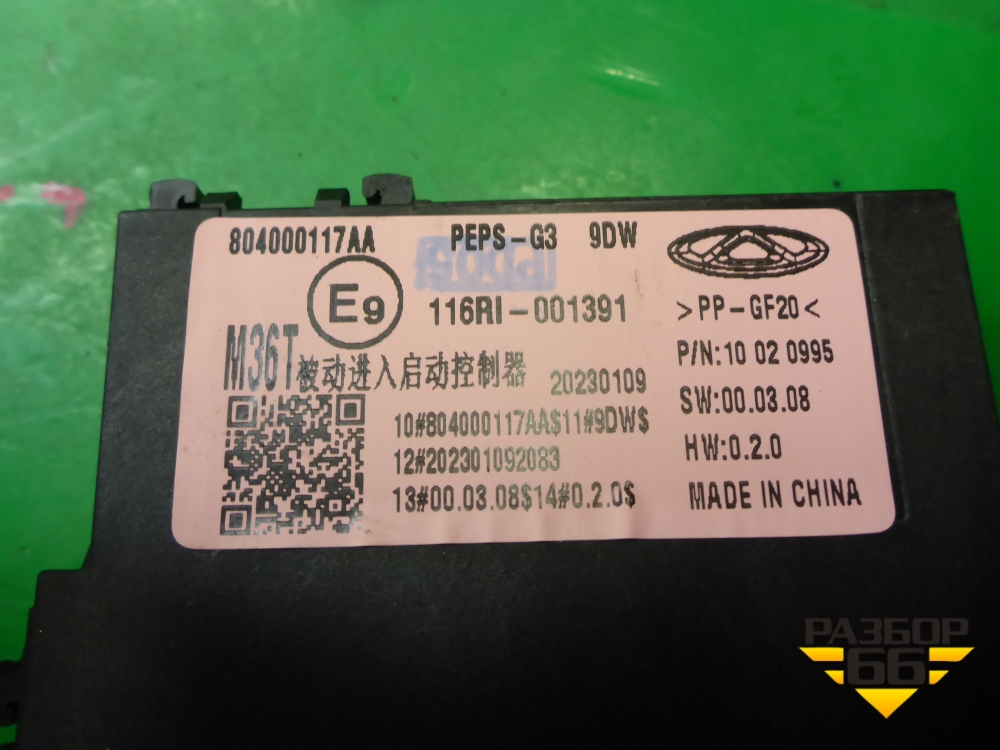 804000117AA PEPS-G3 9DW
E9
116RI-001391
>PP-GF20<
M36T被动进入启动控制器 20230109
P/N:10 02 0995
SW:00.03.08
10#804000117AA$11#9DW$
HW:0.2.0
12#202301092083
13#00.03.08$14#0.2.0$
MADE IN CHINA
РАЗБОР
66